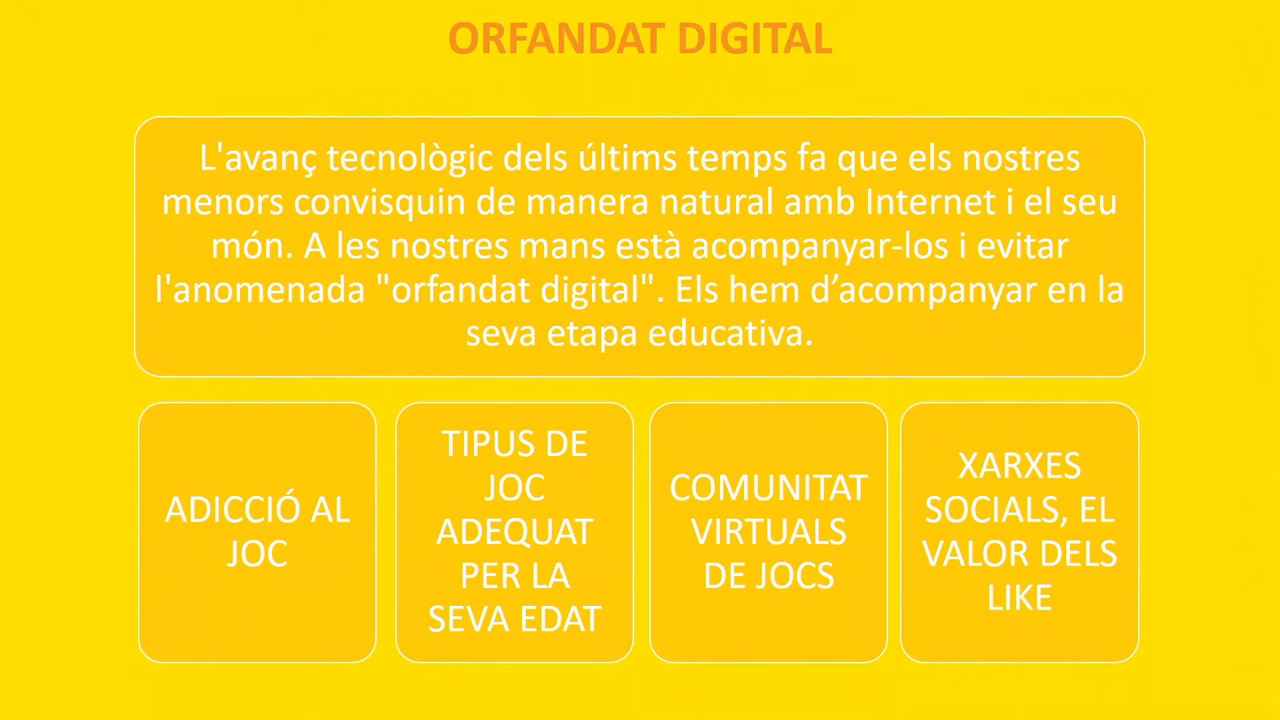 ORFANDAT DIGITAL
L'avanç tecnològic dels últims temps fa que els nostres
menors convisquin de manera natural amb Internet i el seu
món. A les nostres mans està acompanyar-los i evitar
l'anomenada "orfandat digital". Els hem d’acompanyar en la
seva etapa educativa.
ADICCIÓ AL
JOC
TIPUS DE
JOC
ADEQUAT
PER LA
SEVA EDAT
COMUNITAT
VIRTUALS
DE JOCS
XARXES
SOCIALS, EL
VALOR DELS
LIKE